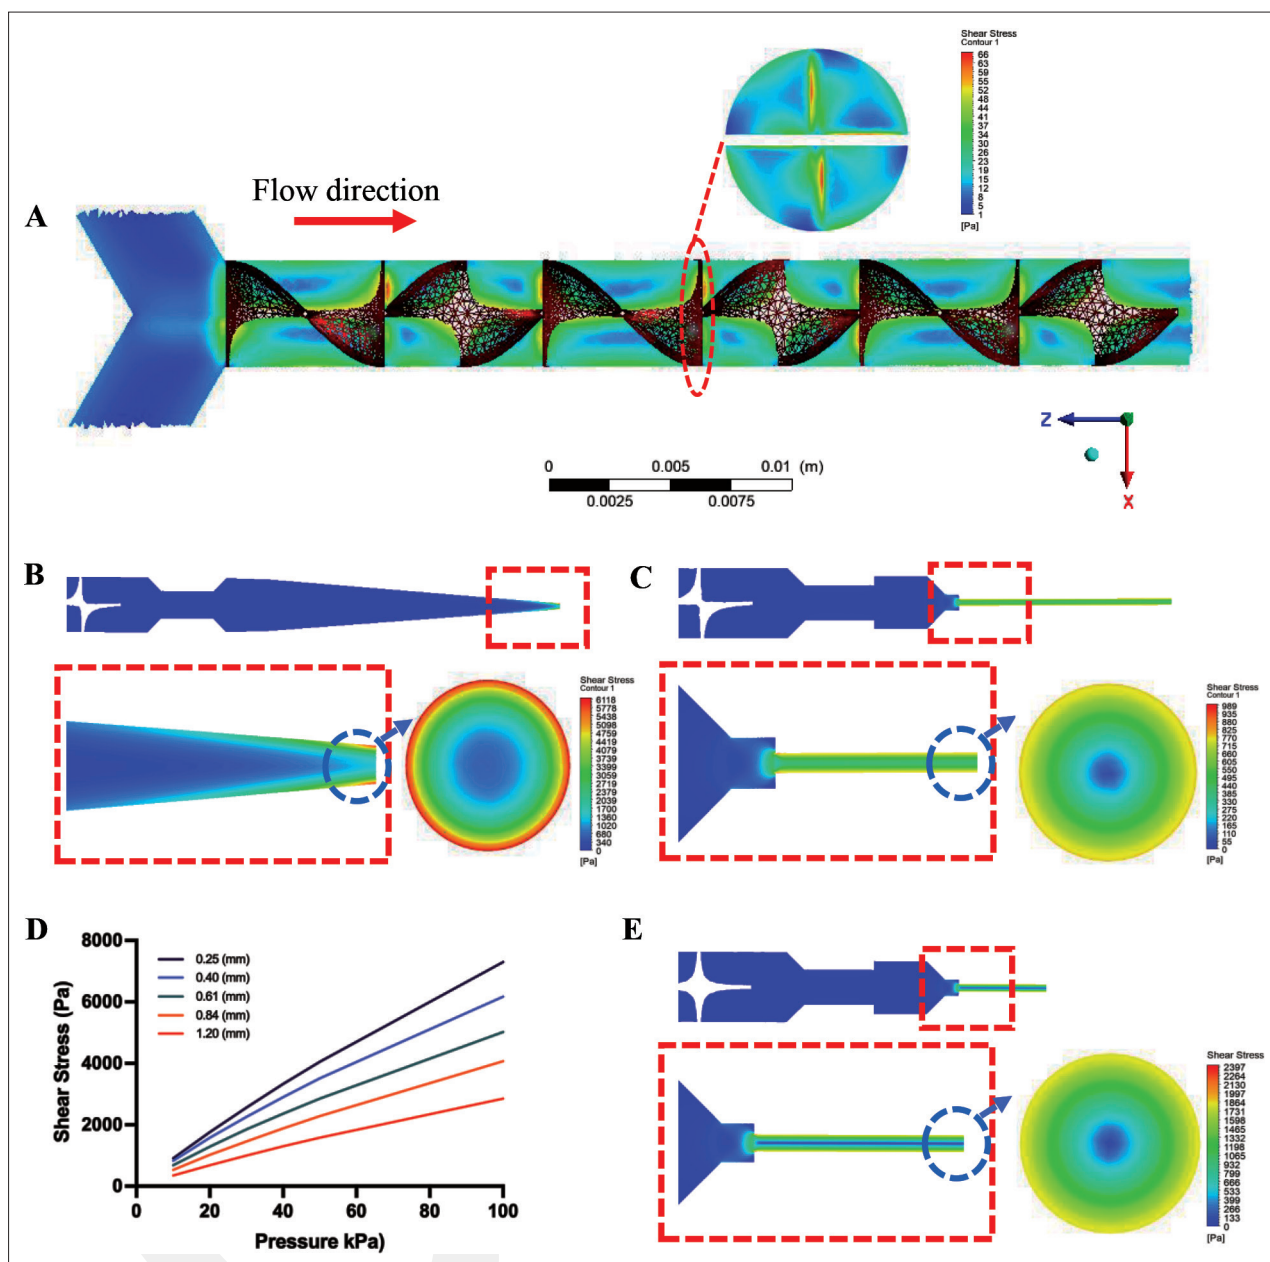 A
Flow direction
Shear Stress
Contour 1
66
63
59
55
52
48
44
41
37
34
30
26
23
19
15
12
8
5
1
[Pa]
0 0.005 0.01 (m)
0.0025 0.0075
Z
X
B
Shear Stress
Contour 1
6118
5778
5438
5098
4759
4419
4079
3739
3399
3059
2719
2379
2039
1700
1360
1020
680
340
0
[Pa]
C
Shear Stress
Contour 1
989
935
880
825
770
715
660
605
550
495
440
385
330
275
220
165
110
55
0
[Pa]
D
Shear Stress (Pa)
8000
6000
4000
2000
0
0.25 (mm)
0.40 (mm)
0.61 (mm)
0.84 (mm)
1.20 (mm)
0 20 40 60 80 100
Pressure kPa)
E
Shear Stress
2397
2264
2130
1997
1864
1731
1598
1465
1332
1198
1065
932
799
666
533
399
266
133
0
[Pa]